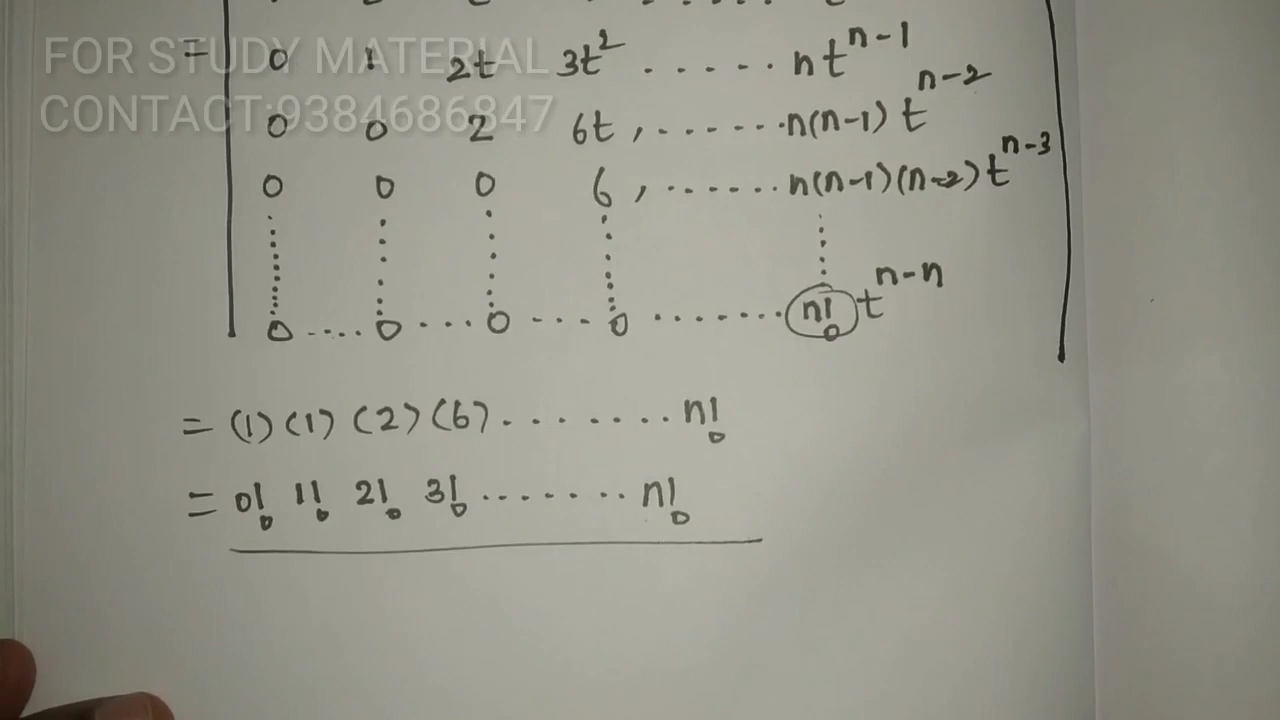 FOR STUDY MATERIAL
CONTACT:9384686847
= 0 1 2t 3t² ...... n t^{n-1}
0 0 2 6t, ....... n(n-1) t^{n-2}
0 0 0 6, ...... n(n-1)(n-2) t^{n-3}
0 .... 0 ... 0 ... 0 ....... n! t^{n-n}
= (1) (1) (2) (6) ........ n!
= 0! 1! 2! 3! ....... n!